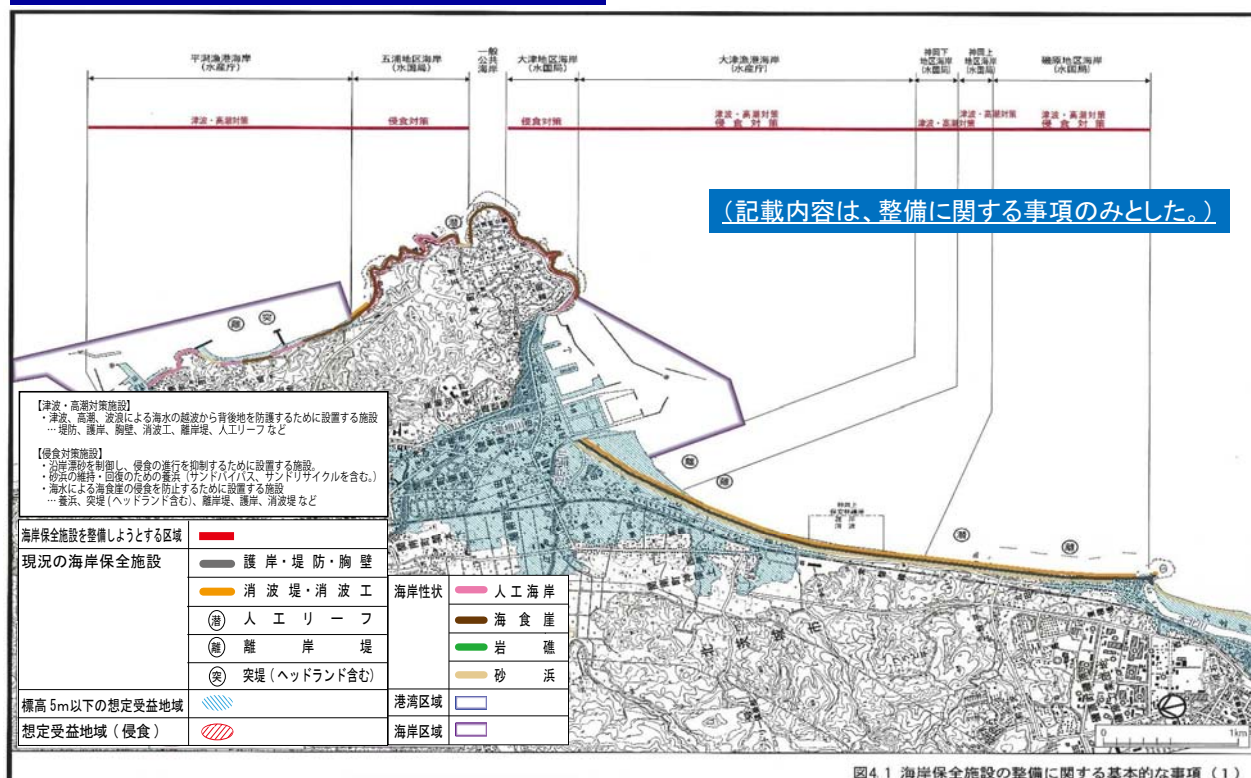 平潟漁港海岸
(水産庁)
五浦地区海岸
(水国局)
一般
公共
海岸
大津地区海岸
(水国局)
大津漁港海岸
(水産庁)
神岡下
地区海岸
(水国局)
神岡上
地区海岸
(水国局)
磯原地区海岸
(水国局)
津波・高潮対策
侵食対策
侵食対策
津波・高潮対策
侵食対策
津波・高潮対策
津波・高潮対策
津波・高潮対策
侵食対策
(記載内容は、整備に関する事項のみとした。)
潜
離
突
離
離
潜
離
北茨城市
【津波・高潮対策施設】
・津波、高潮、波浪による海水の越波から背後地を防護するために設置する施設
…堤防、護岸、胸壁、消波工、離岸堤、人工リーフなど
【侵食対策施設】
・沿岸漂砂を制御し、侵食の進行を抑制するために設置する施設。
・砂浜の維持・回復のための養浜(サンドバイパス、サンドリサイクルを含む。)
・海水による海食崖の侵食を防止するために設置する施設
…養浜、突堤(ヘッドランド含む)、離岸堤、護岸、消波堤など
海岸保全施設を整備しようとする区域
現況の海岸保全施設
護岸・堤防・胸壁
消波堤・消波工
潜 人工リーフ
離 離岸堤
突 突堤(ヘッドランド含む)
標高5m以下の想定受益地域
想定受益地域(侵食)
海岸性状
人工海岸
海食崖
岩礁
砂浜
港湾区域
海岸区域
0 1km
図4.1 海岸保全施設の整備に関する基本的な事項(1)